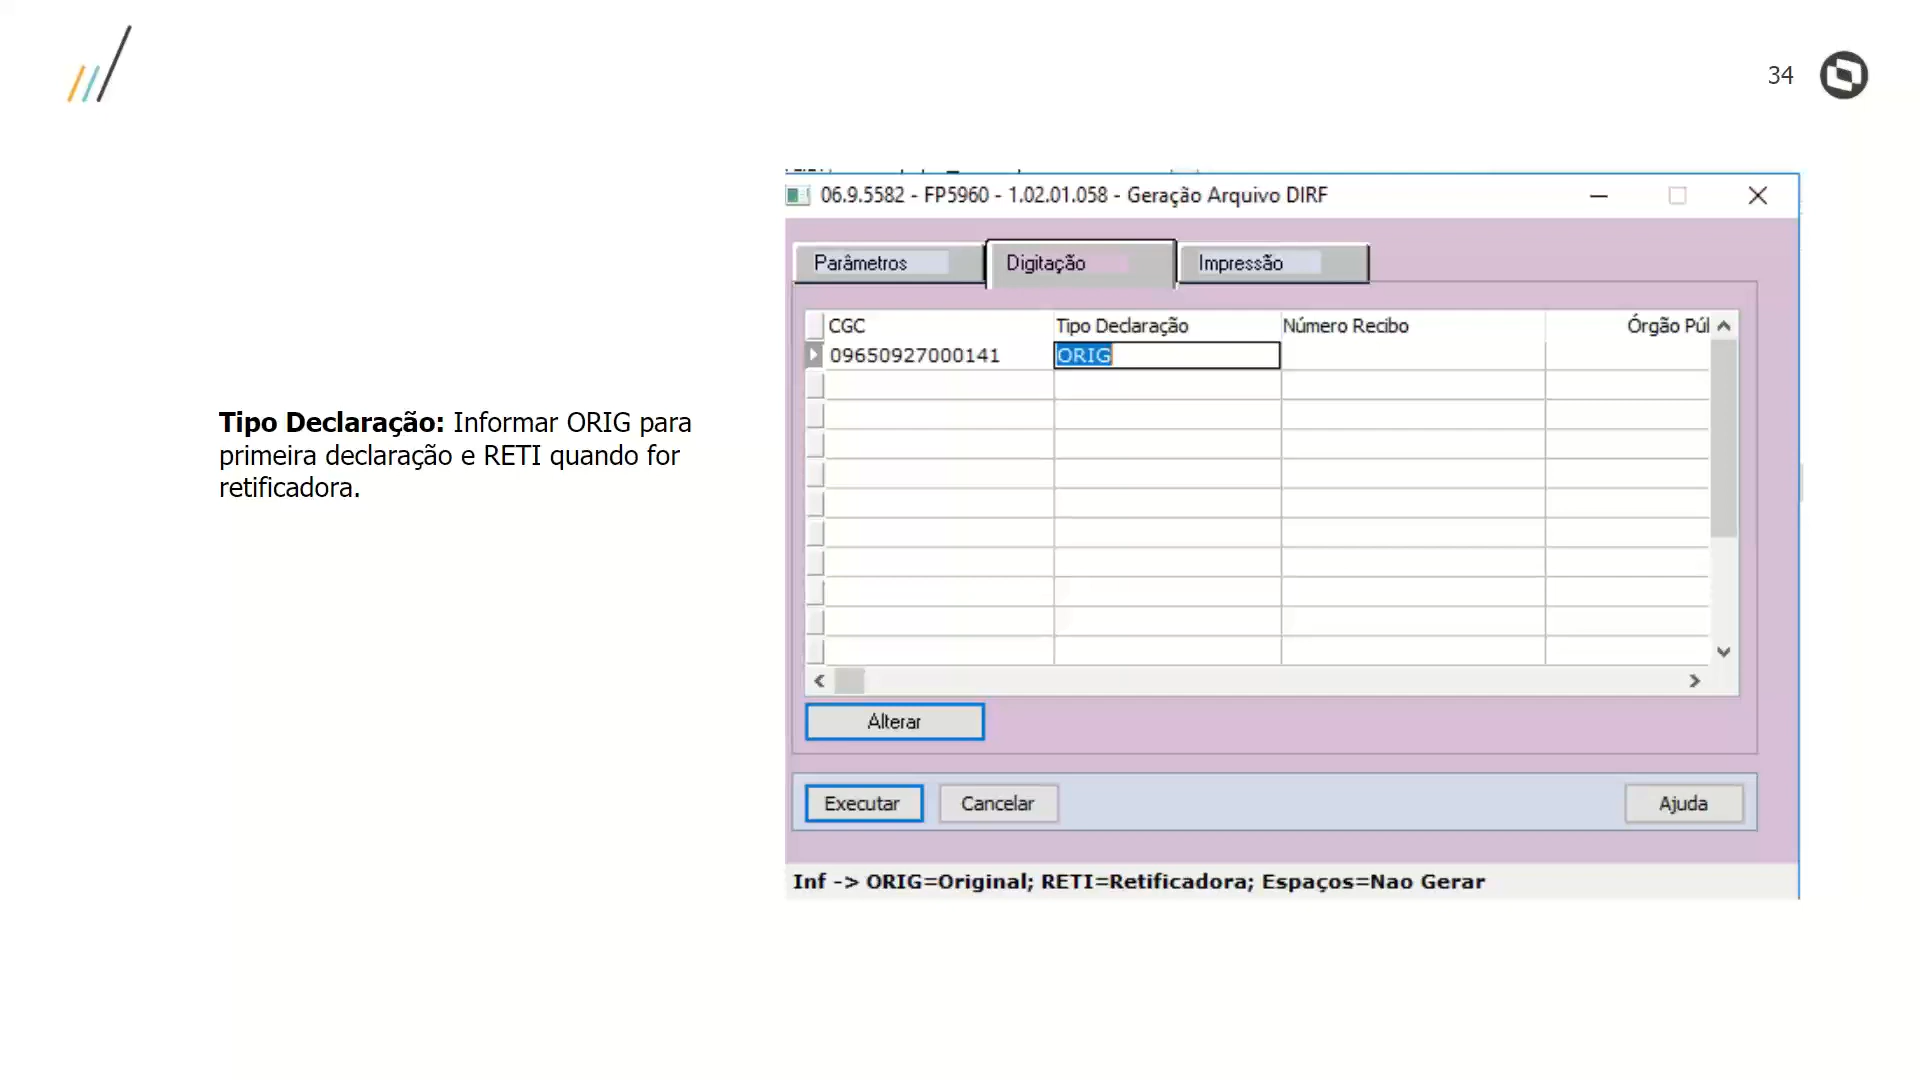 34
06.9.5582 - FP5960 - 1.02.01.058 - Geração Arquivo DIRF
Parâmetros Digitação Impressão
CGC Tipo Declaração Número Recibo Órgão Púl
09650927000141 ORIG
Tipo Declaração: Informar ORIG para
primeira declaração e RETI quando for
retificadora.
Alterar
Executar Cancelar Ajuda
Inf -> ORIG=Original; RETI=Retificadora; Espaços=Nao Gerar